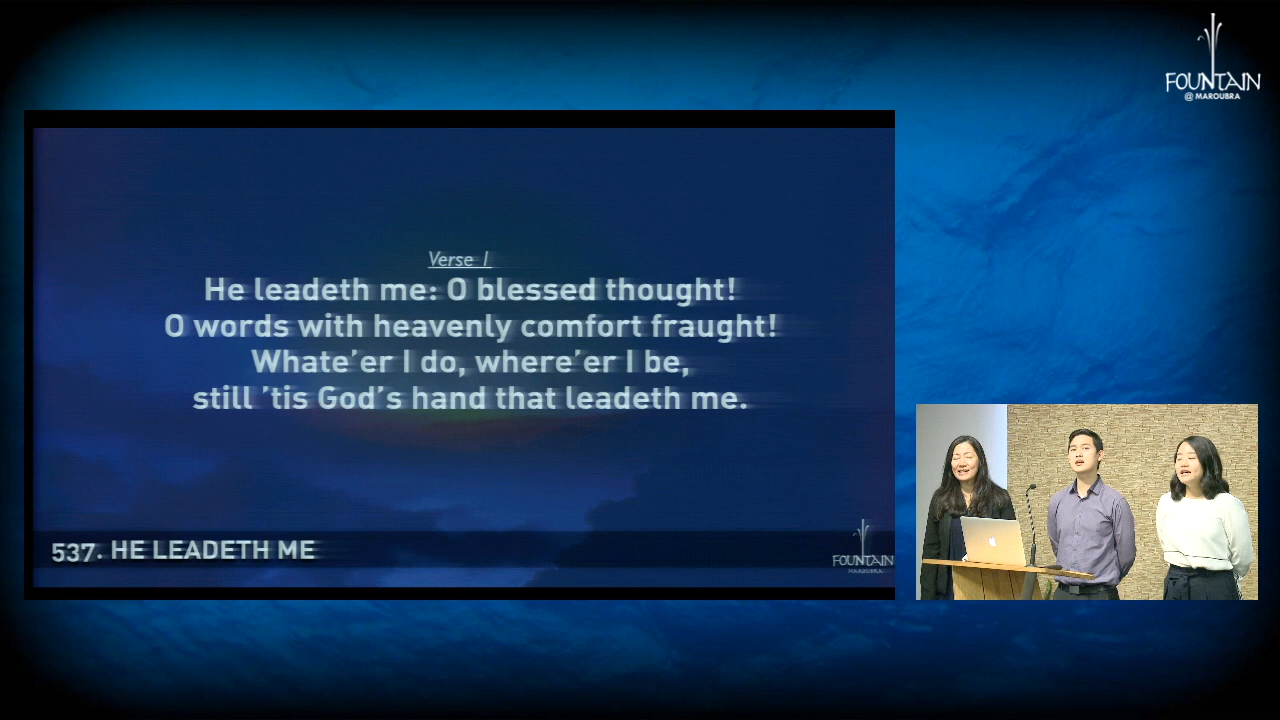 FOUNTAIN
@ MAROUBRA
Verse 1
He leadeth me: O blessed thought!
O words with heavenly comfort fraught!
Whate’er I do, where’er I be,
still ’tis God’s hand that leadeth me.
537. HE LEADETH ME
FOUNTAIN
MAROUBRA